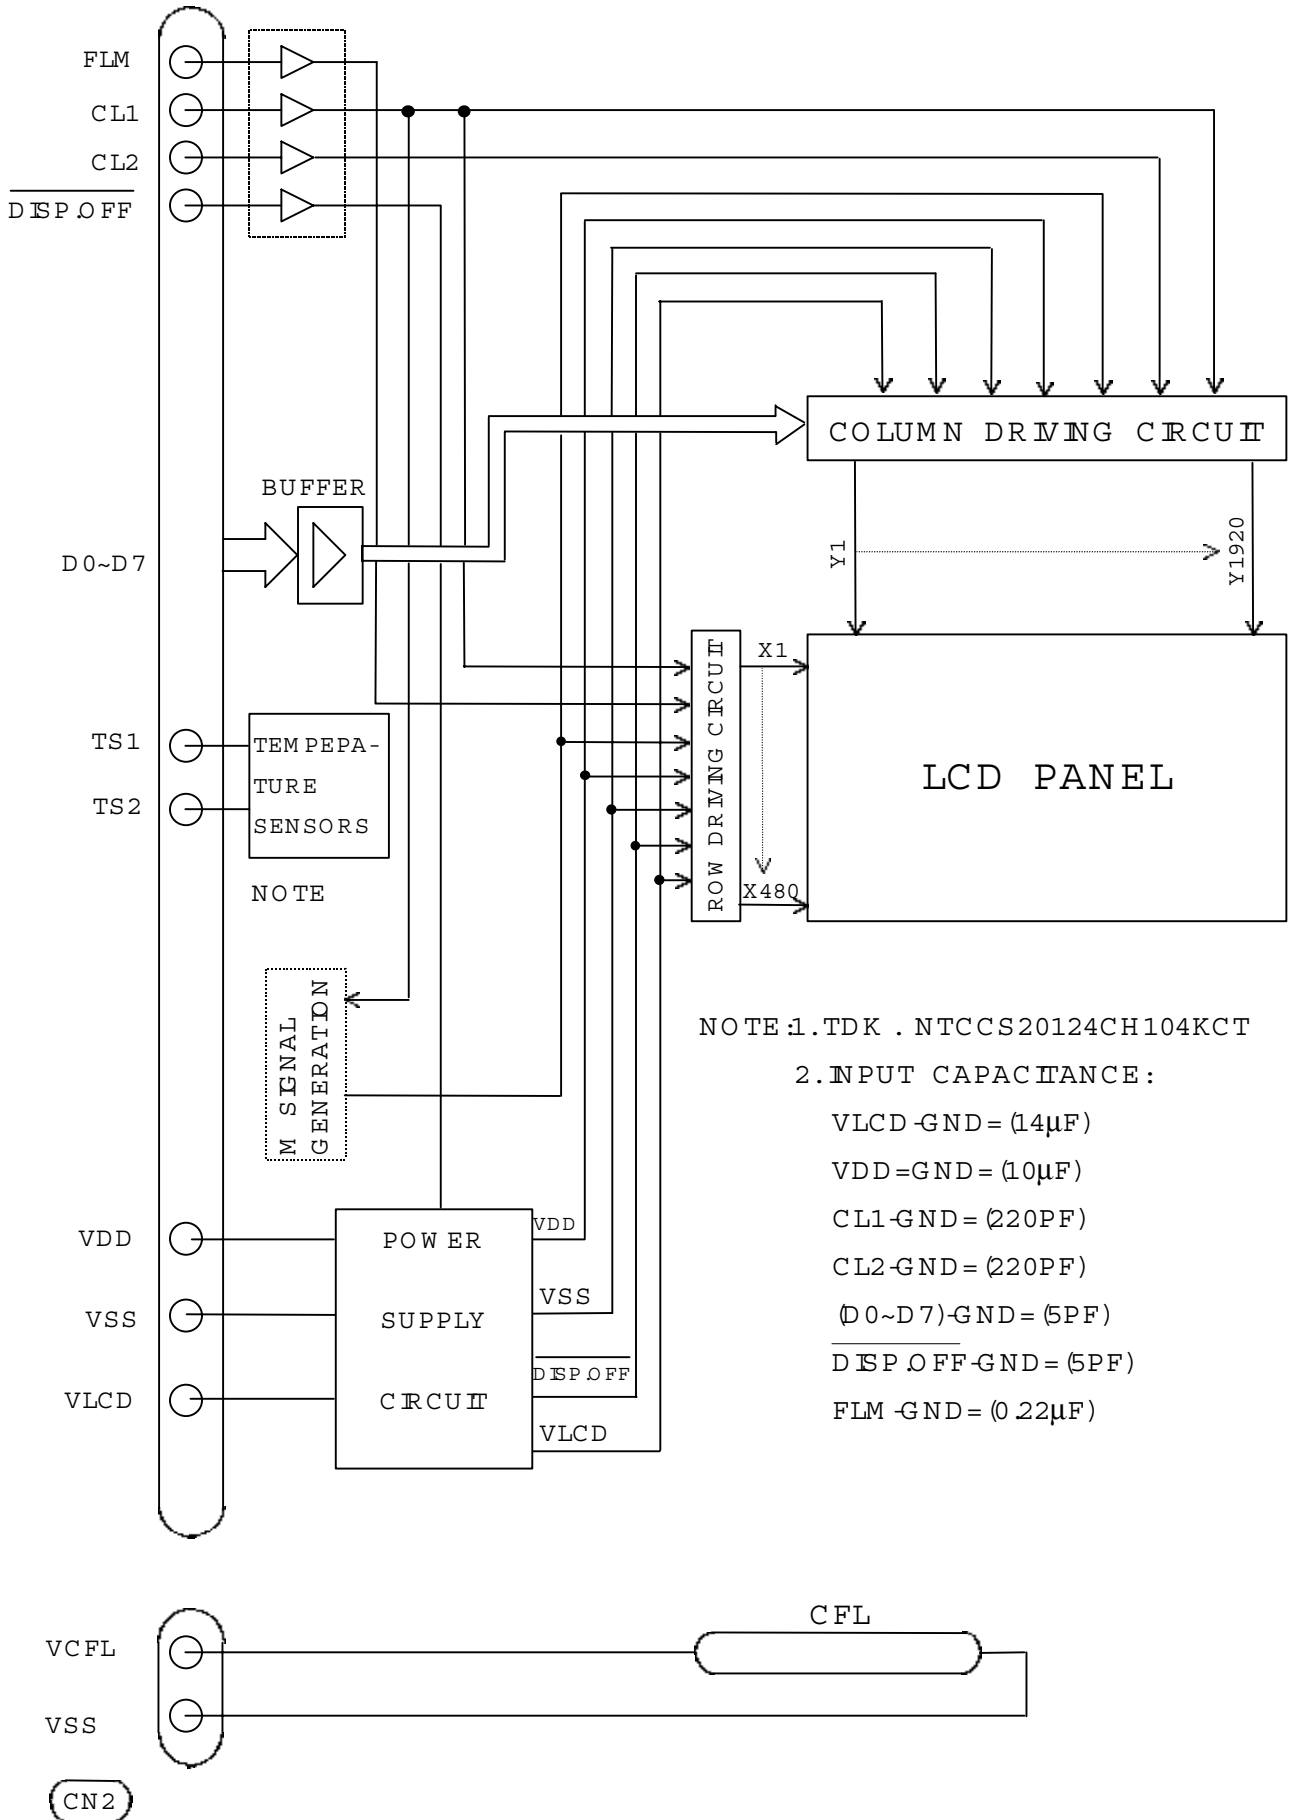 FLM
CL1
CL2
DISP.OFF
COLUMN DRIVING CIRCUIT
BUFFER
D0~D7
Y1
Y1920
ROW DRIVING CIRCUIT
X1
X480
LCD PANEL
TS1
TS2
TEMPEPA-
TURE
SENSORS
NOTE
M SIGNAL
GENERATION
NOTE:1.TDK . NTCCS20124CH104KCT
2.INPUT CAPACITANCE:
VLCD-GND=(14μF)
VDD=GND=(10μF)
CL1-GND=(220PF)
CL2-GND=(220PF)
(D0~D7)-GND=(5PF)
DISP.OFF-GND=(5PF)
FLM-GND=(0.22μF)
VDD
VSS
VLCD
POWER
SUPPLY
CIRCUIT
VDD
VSS
DISP.OFF
VLCD
CFL
VCFL
VSS
CN2